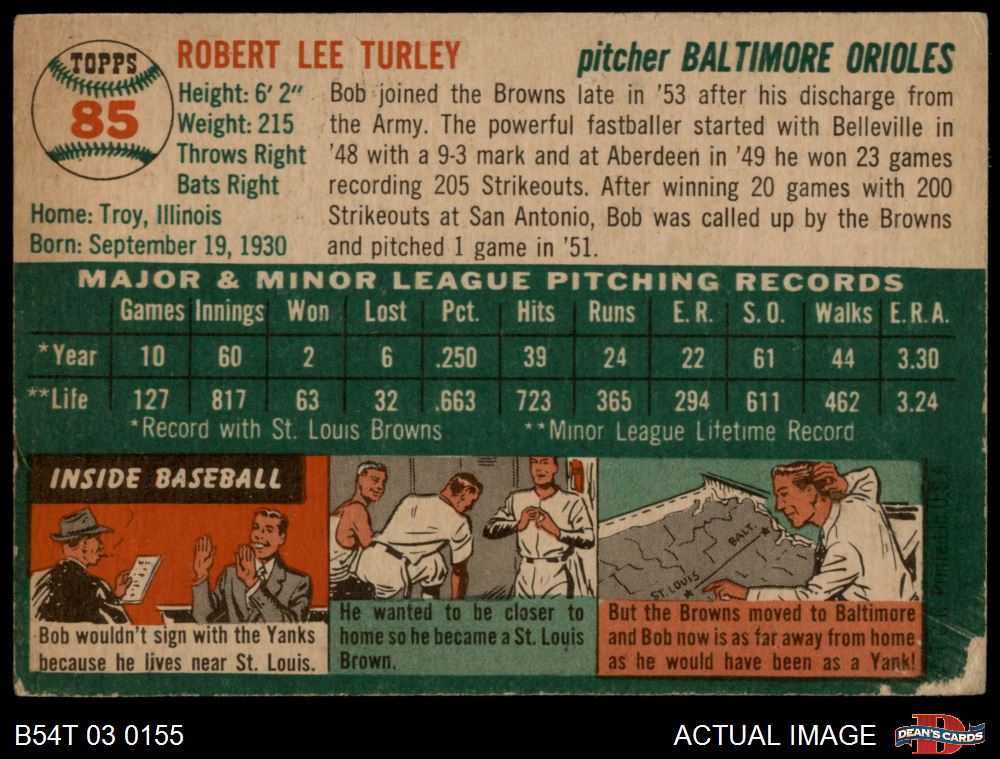 TOPPS
85
ROBERT LEE TURLEY
pitcher BALTIMORE ORIOLES
Height: 6' 2"
Weight: 215
Throws Right
Bats Right
Home: Troy, Illinois
Born: September 19, 1930
Bob joined the Browns late in '53 after his discharge from
the Army. The powerful fastballer started with Belleville in
'48 with a 9-3 mark and at Aberdeen in '49 he won 23 games
recording 205 Strikeouts. After winning 20 games with 200
Strikeouts at San Antonio, Bob was called up by the Browns
and pitched 1 game in '51.
MAJOR & MINOR LEAGUE PITCHING RECORDS
Games Innings Won Lost Pct. Hits Runs E. R. S. O. Walks E. R. A.
*Year 10 60 2 6 .250 39 24 22 61 44 3.30
**Life 127 817 63 32 .663 723 365 294 611 462 3.24
*Record with St. Louis Browns **Minor League Lifetime Record
INSIDE BASEBALL
Bob wouldn't sign with the Yanks
because he lives near St. Louis.
He wanted to be closer to
home so he became a St. Louis
Brown.
BALT.
ST. LOUIS
But the Browns moved to Baltimore
and Bob now is as far away from home
as he would have been as a Yank!
Printed in U.S.A.
B54T 03 0155
ACTUAL IMAGE
D
DEAN'S CARDS